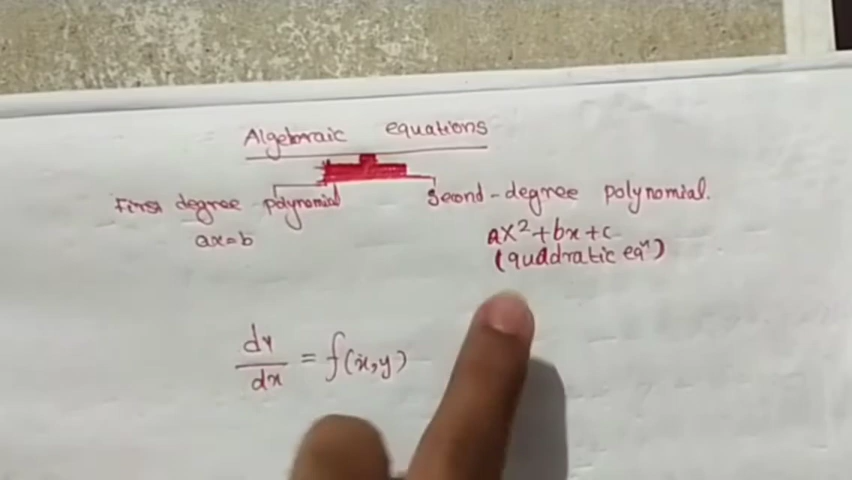 Algebraic equations
First degree polynomial
ax=b
Second-degree polynomial.
ax²+bx+c
(quadratic eqⁿ)
dy/dx = f(x,y)